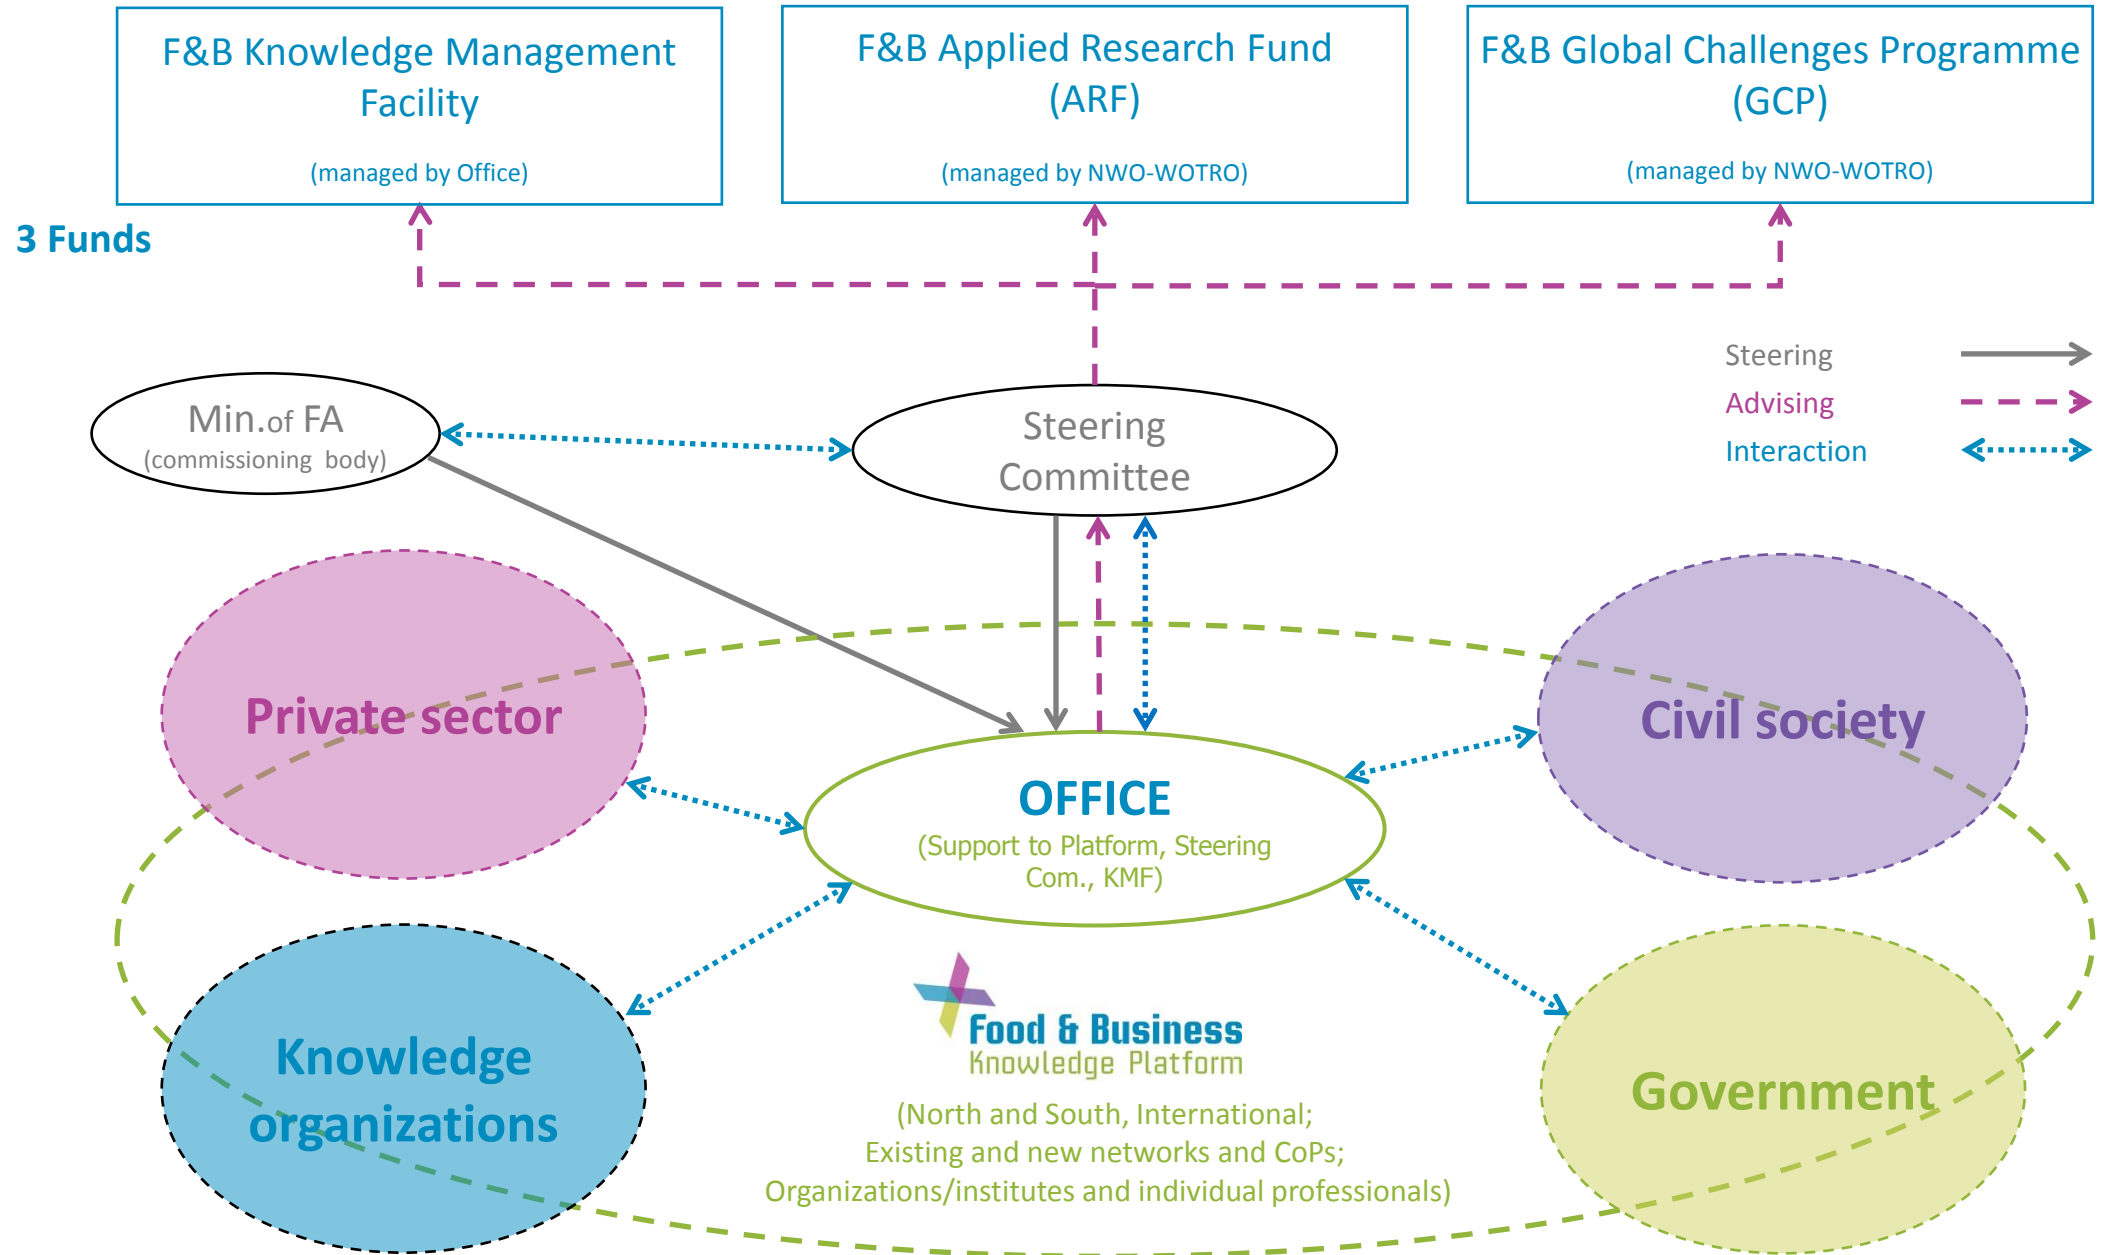 F&B Knowledge Management
Facility
(managed by Office)
F&B Applied Research Fund
(ARF)
(managed by NWO-WOTRO)
F&B Global Challenges Programme
(GCP)
(managed by NWO-WOTRO)
3 Funds
Steering
Advising
Interaction
Min.of FA
(commissioning body)
Steering
Committee
Private sector
Civil society
OFFICE
(Support to Platform, Steering
Com., KMF)
Food & Business
Knowledge Platform
Knowledge
organizations
Government
(North and South, International;
Existing and new networks and CoPs;
Organizations/institutes and individual professionals)